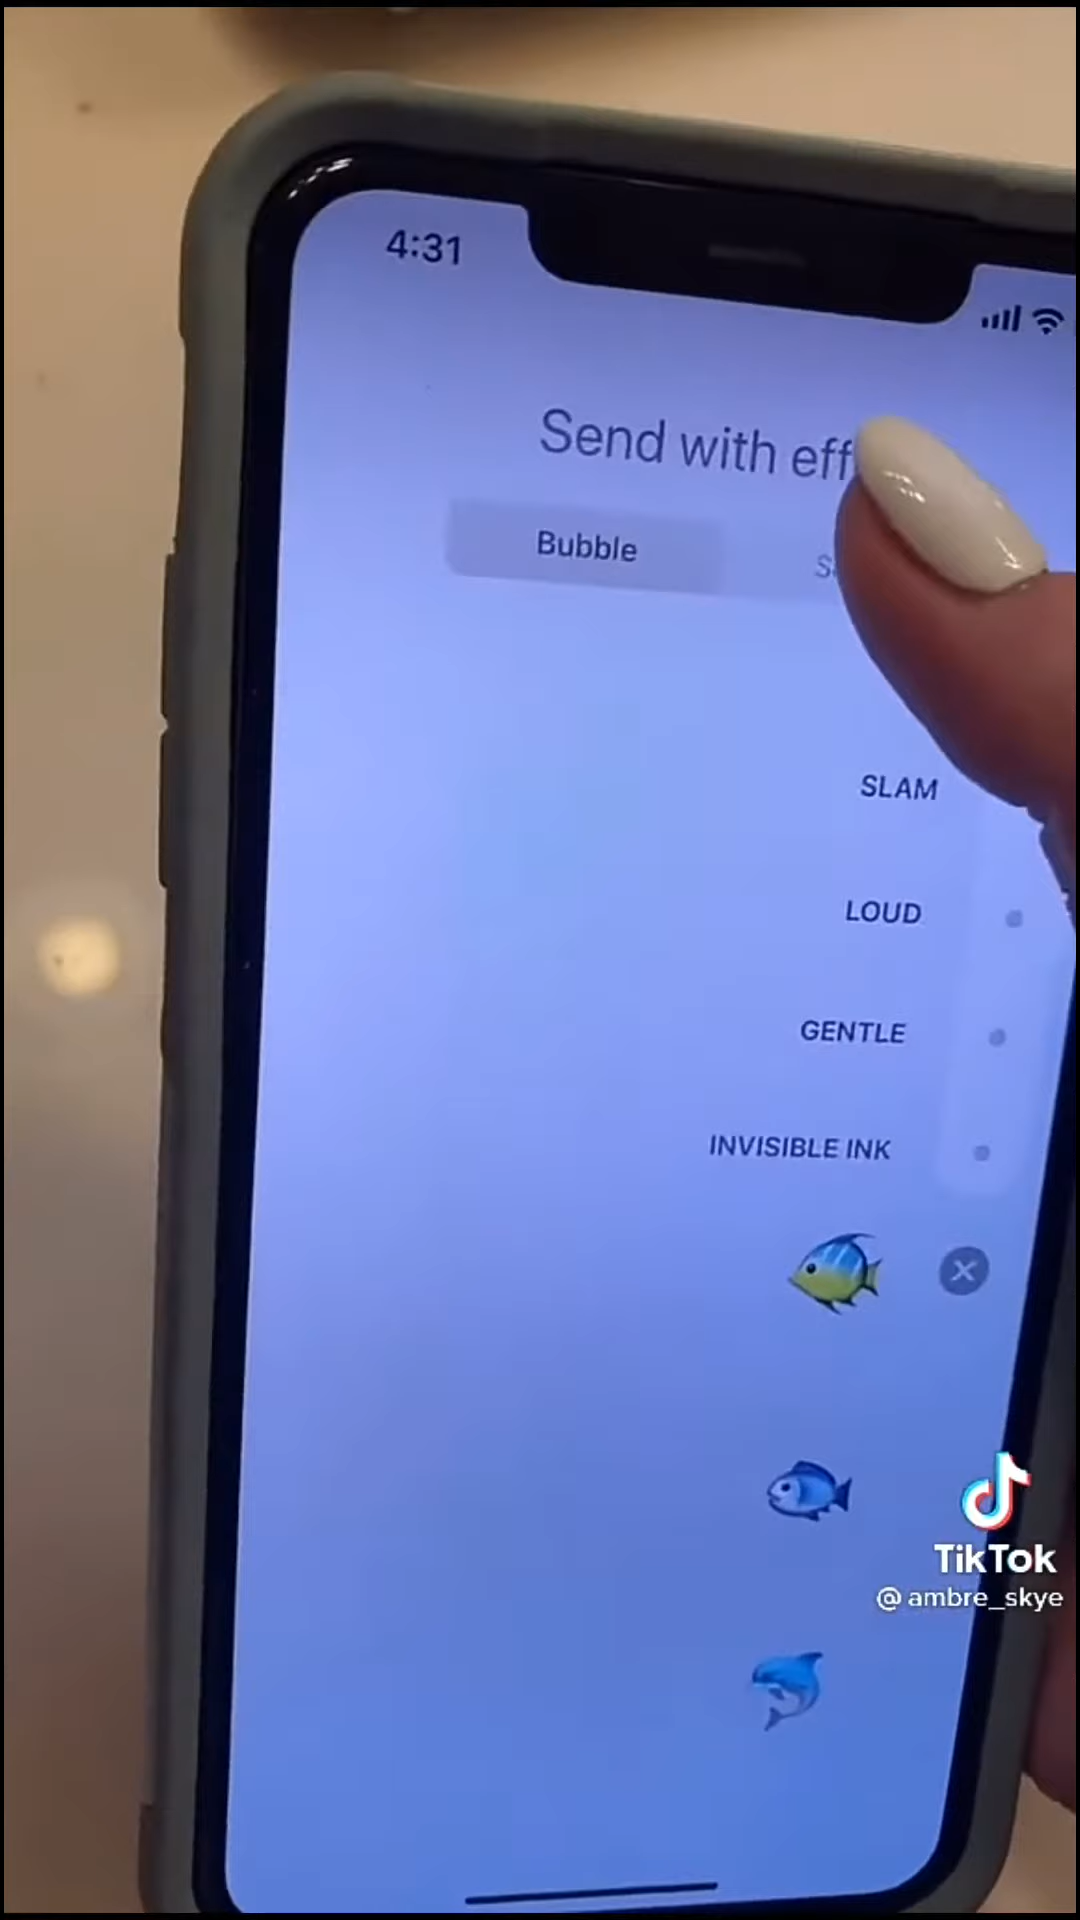 4:31
Send with eff
Bubble
S
SLAM
LOUD
GENTLE
INVISIBLE INK
TikTok
@ambre_skye